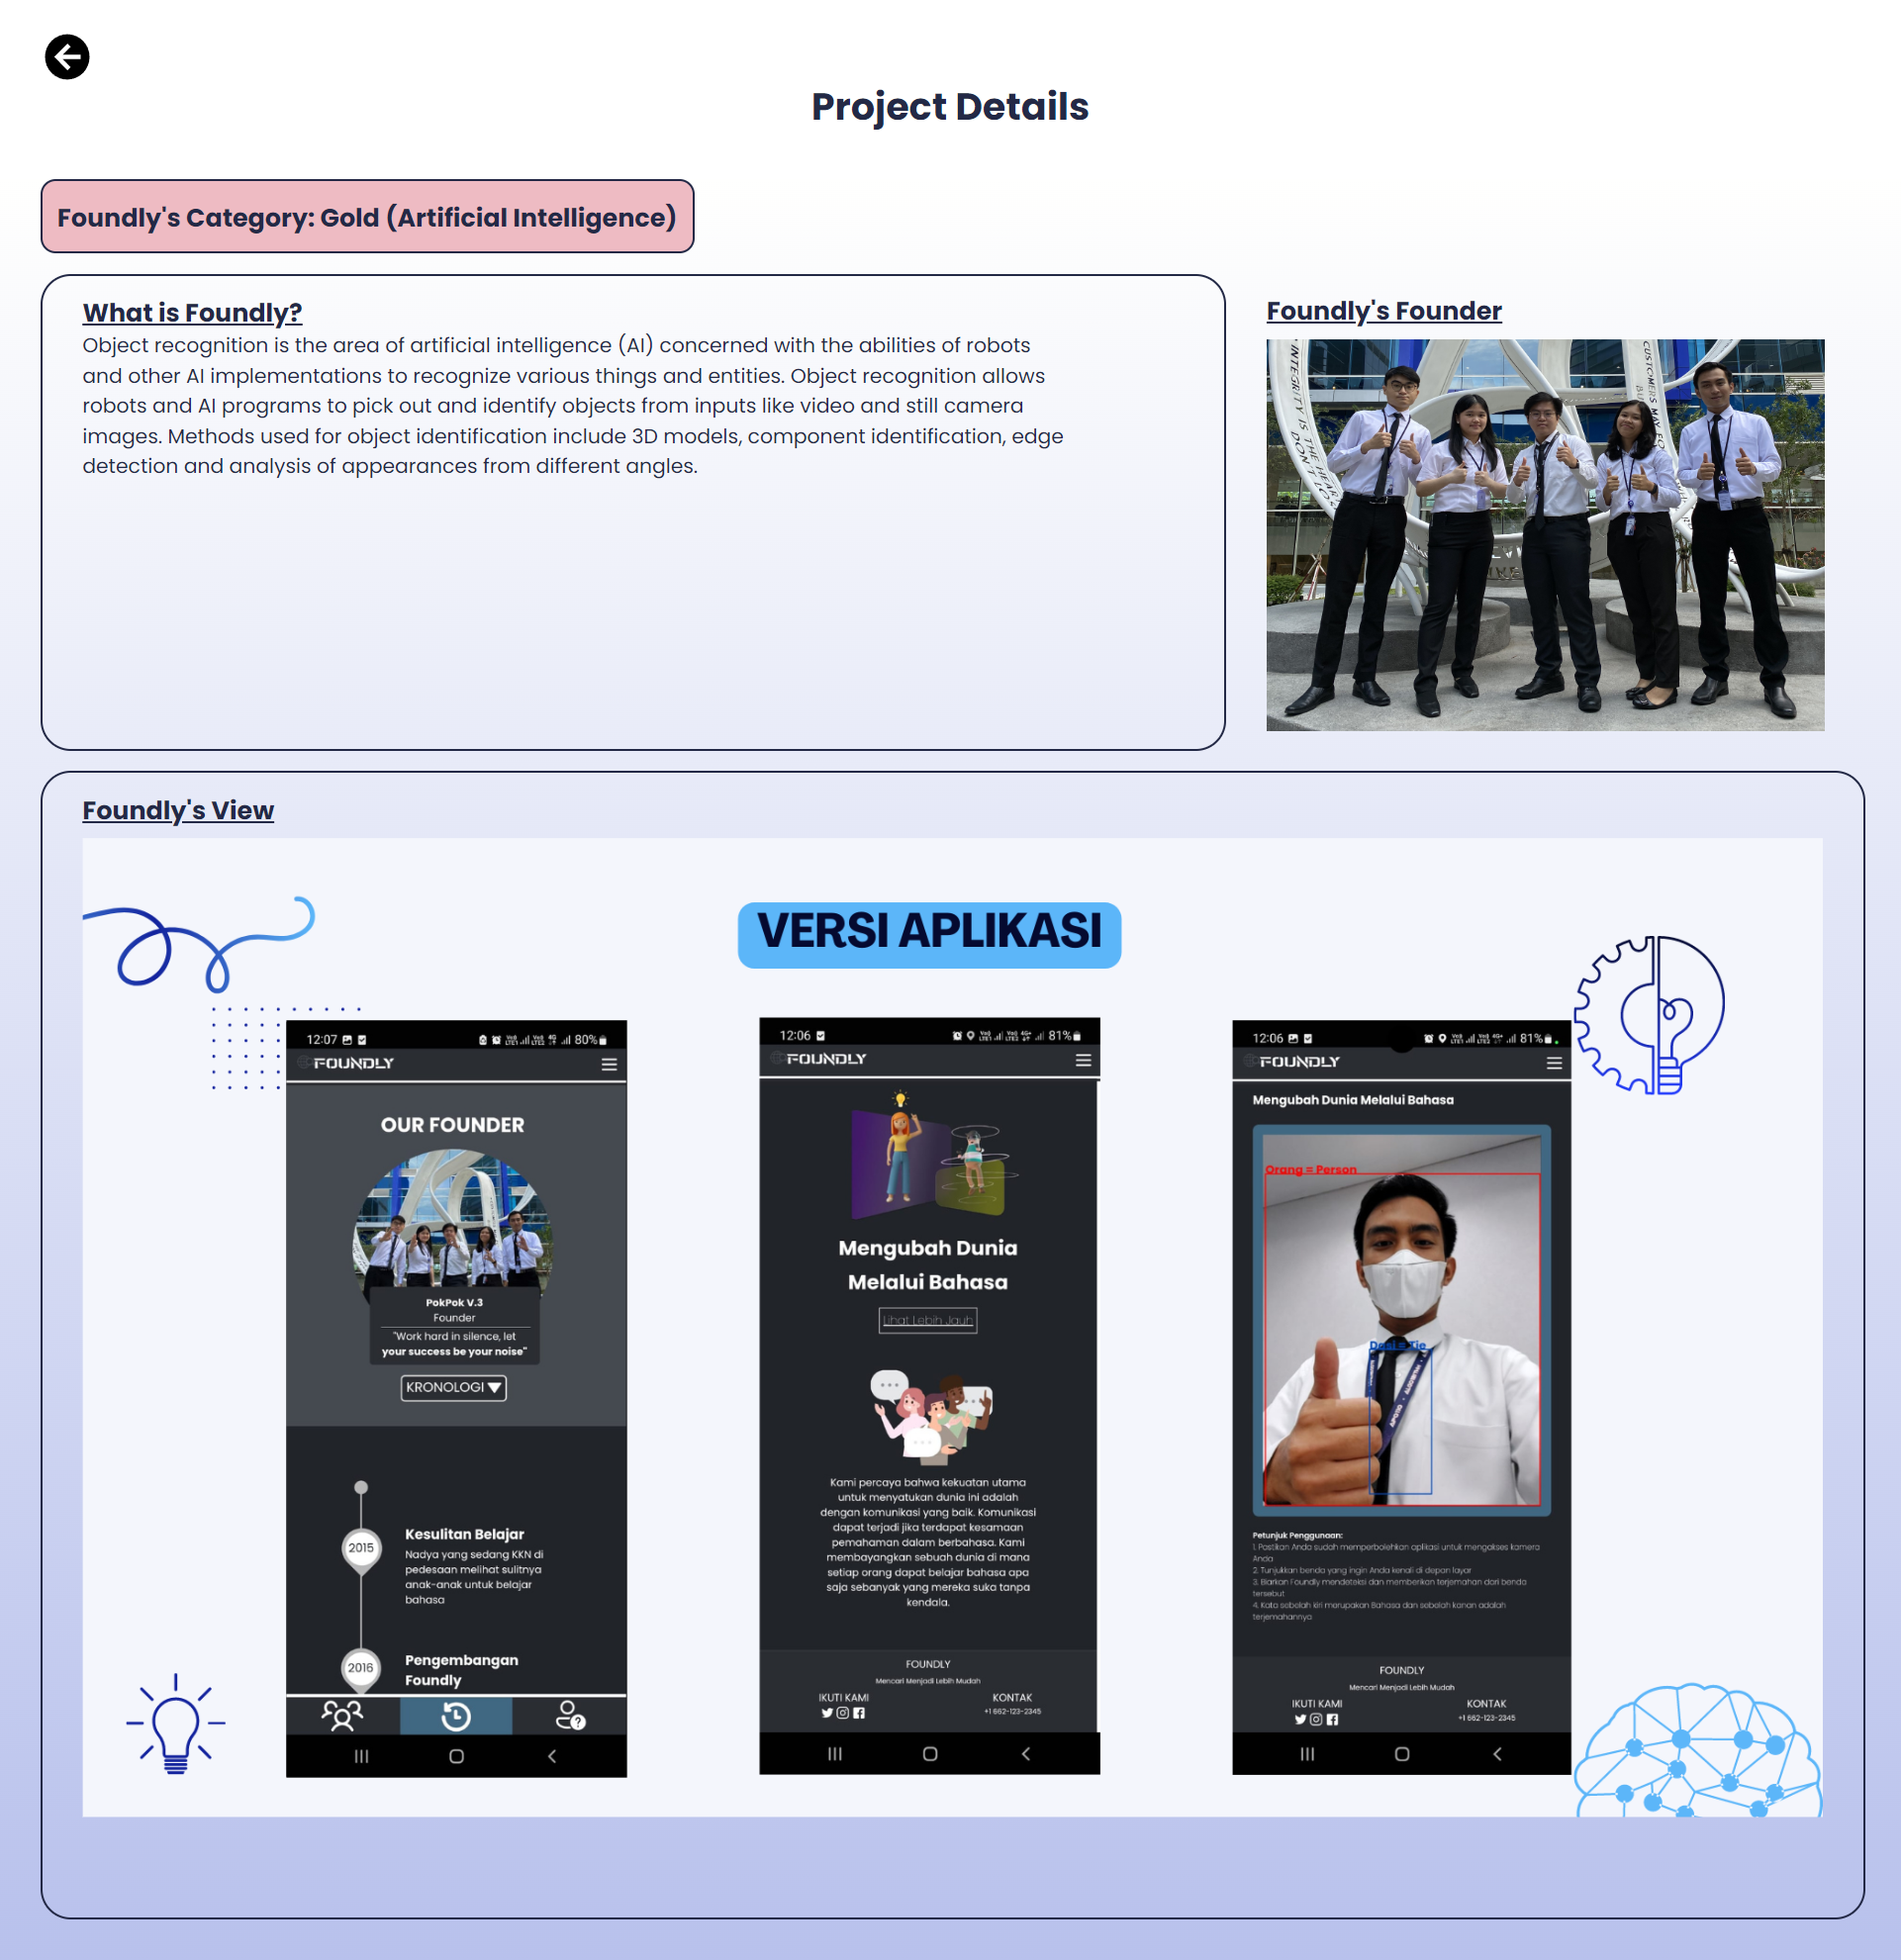 Project Details
Foundly's Category: Gold (Artificial Intelligence)
What is Foundly?
Object recognition is the area of artificial intelligence (AI) concerned with the abilities of robots
and other AI implementations to recognize various things and entities. Object recognition allows
robots and AI programs to pick out and identify objects from inputs like video and still camera
images. Methods used for object identification include 3D models, component identification, edge
detection and analysis of appearances from different angles.
Foundly's Founder
INTEGRITY IS
DON'T LO
THE HEAR
CUSTOMERS MAY FO
Foundly's View
VERSI APLIKASI
12:07
80%
FOUNDLY
OUR FOUNDER
PokPok V.3
Founder
"Work hard in silence, let
your success be your noise"
KRONOLOGI
2015
Kesulitan Belajar
Nadya yang sedang KKN di
pedesaan melihat sulitnya
anak-anak untuk belajar
bahasa
2016
Pengembangan
Foundly
12:06
81%
FOUNDLY
Mengubah Dunia
Melalui Bahasa
Lihat Lebih Jauh
Kami percaya bahwa kekuatan utama
untuk menyatukan dunia ini adalah
dengan komunikasi yang baik. Komunikasi
dapat terjadi jika terdapat kesamaan
pemahaman dalam berbahasa. Kami
membayangkan sebuah dunia di mana
setiap orang dapat belajar bahasa apa
saja sebanyak yang mereka suka tanpa
kendala.
FOUNDLY
Mencari Menjadi Lebih Mudah
IKUTI KAMI
KONTAK
+1 662-123-2345
12:06
81%
FOUNDLY
Mengubah Dunia Melalui Bahasa
Orang = Person
Dasi = Tie
Petunjuk Penggunaan:
1. Pastikan Anda sudah memperbolehkan aplikasi untuk mengakses kamera
Anda
2. Tunjukkan benda yang ingin Anda kenali di depan layar
3. Biarkan Foundly mendeteksi dan memberikan terjemahan dari benda
tersebut
4. Kata sebelah kiri merupakan Bahasa dan sebelah kanan adalah
terjemahannya
FOUNDLY
Mencari Menjadi Lebih Mudah
IKUTI KAMI
KONTAK
+1 662-123-2345